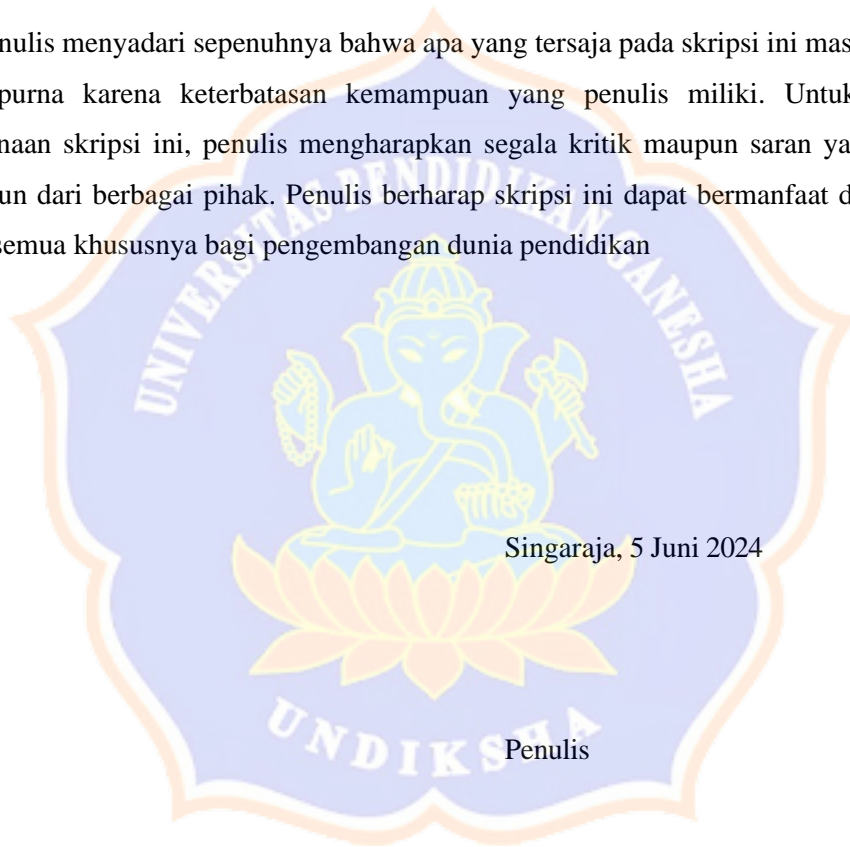 nulis menyadari sepenuhnya bahwa apa yang tersaja pada skripsi ini mas
purna karena keterbatasan kemampuan yang penulis miliki. Untuk
naan skripsi ini, penulis mengharapkan segala kritik maupun saran ya
un dari berbagai pihak. Penulis berharap skripsi ini dapat bermanfaat d
semua khususnya bagi pengembangan dunia pendidikan
UNIVERSITAS PENDIDIKAN GANESHA
Singaraja, 5 Juni 2024
UNDIKSHA
Penulis